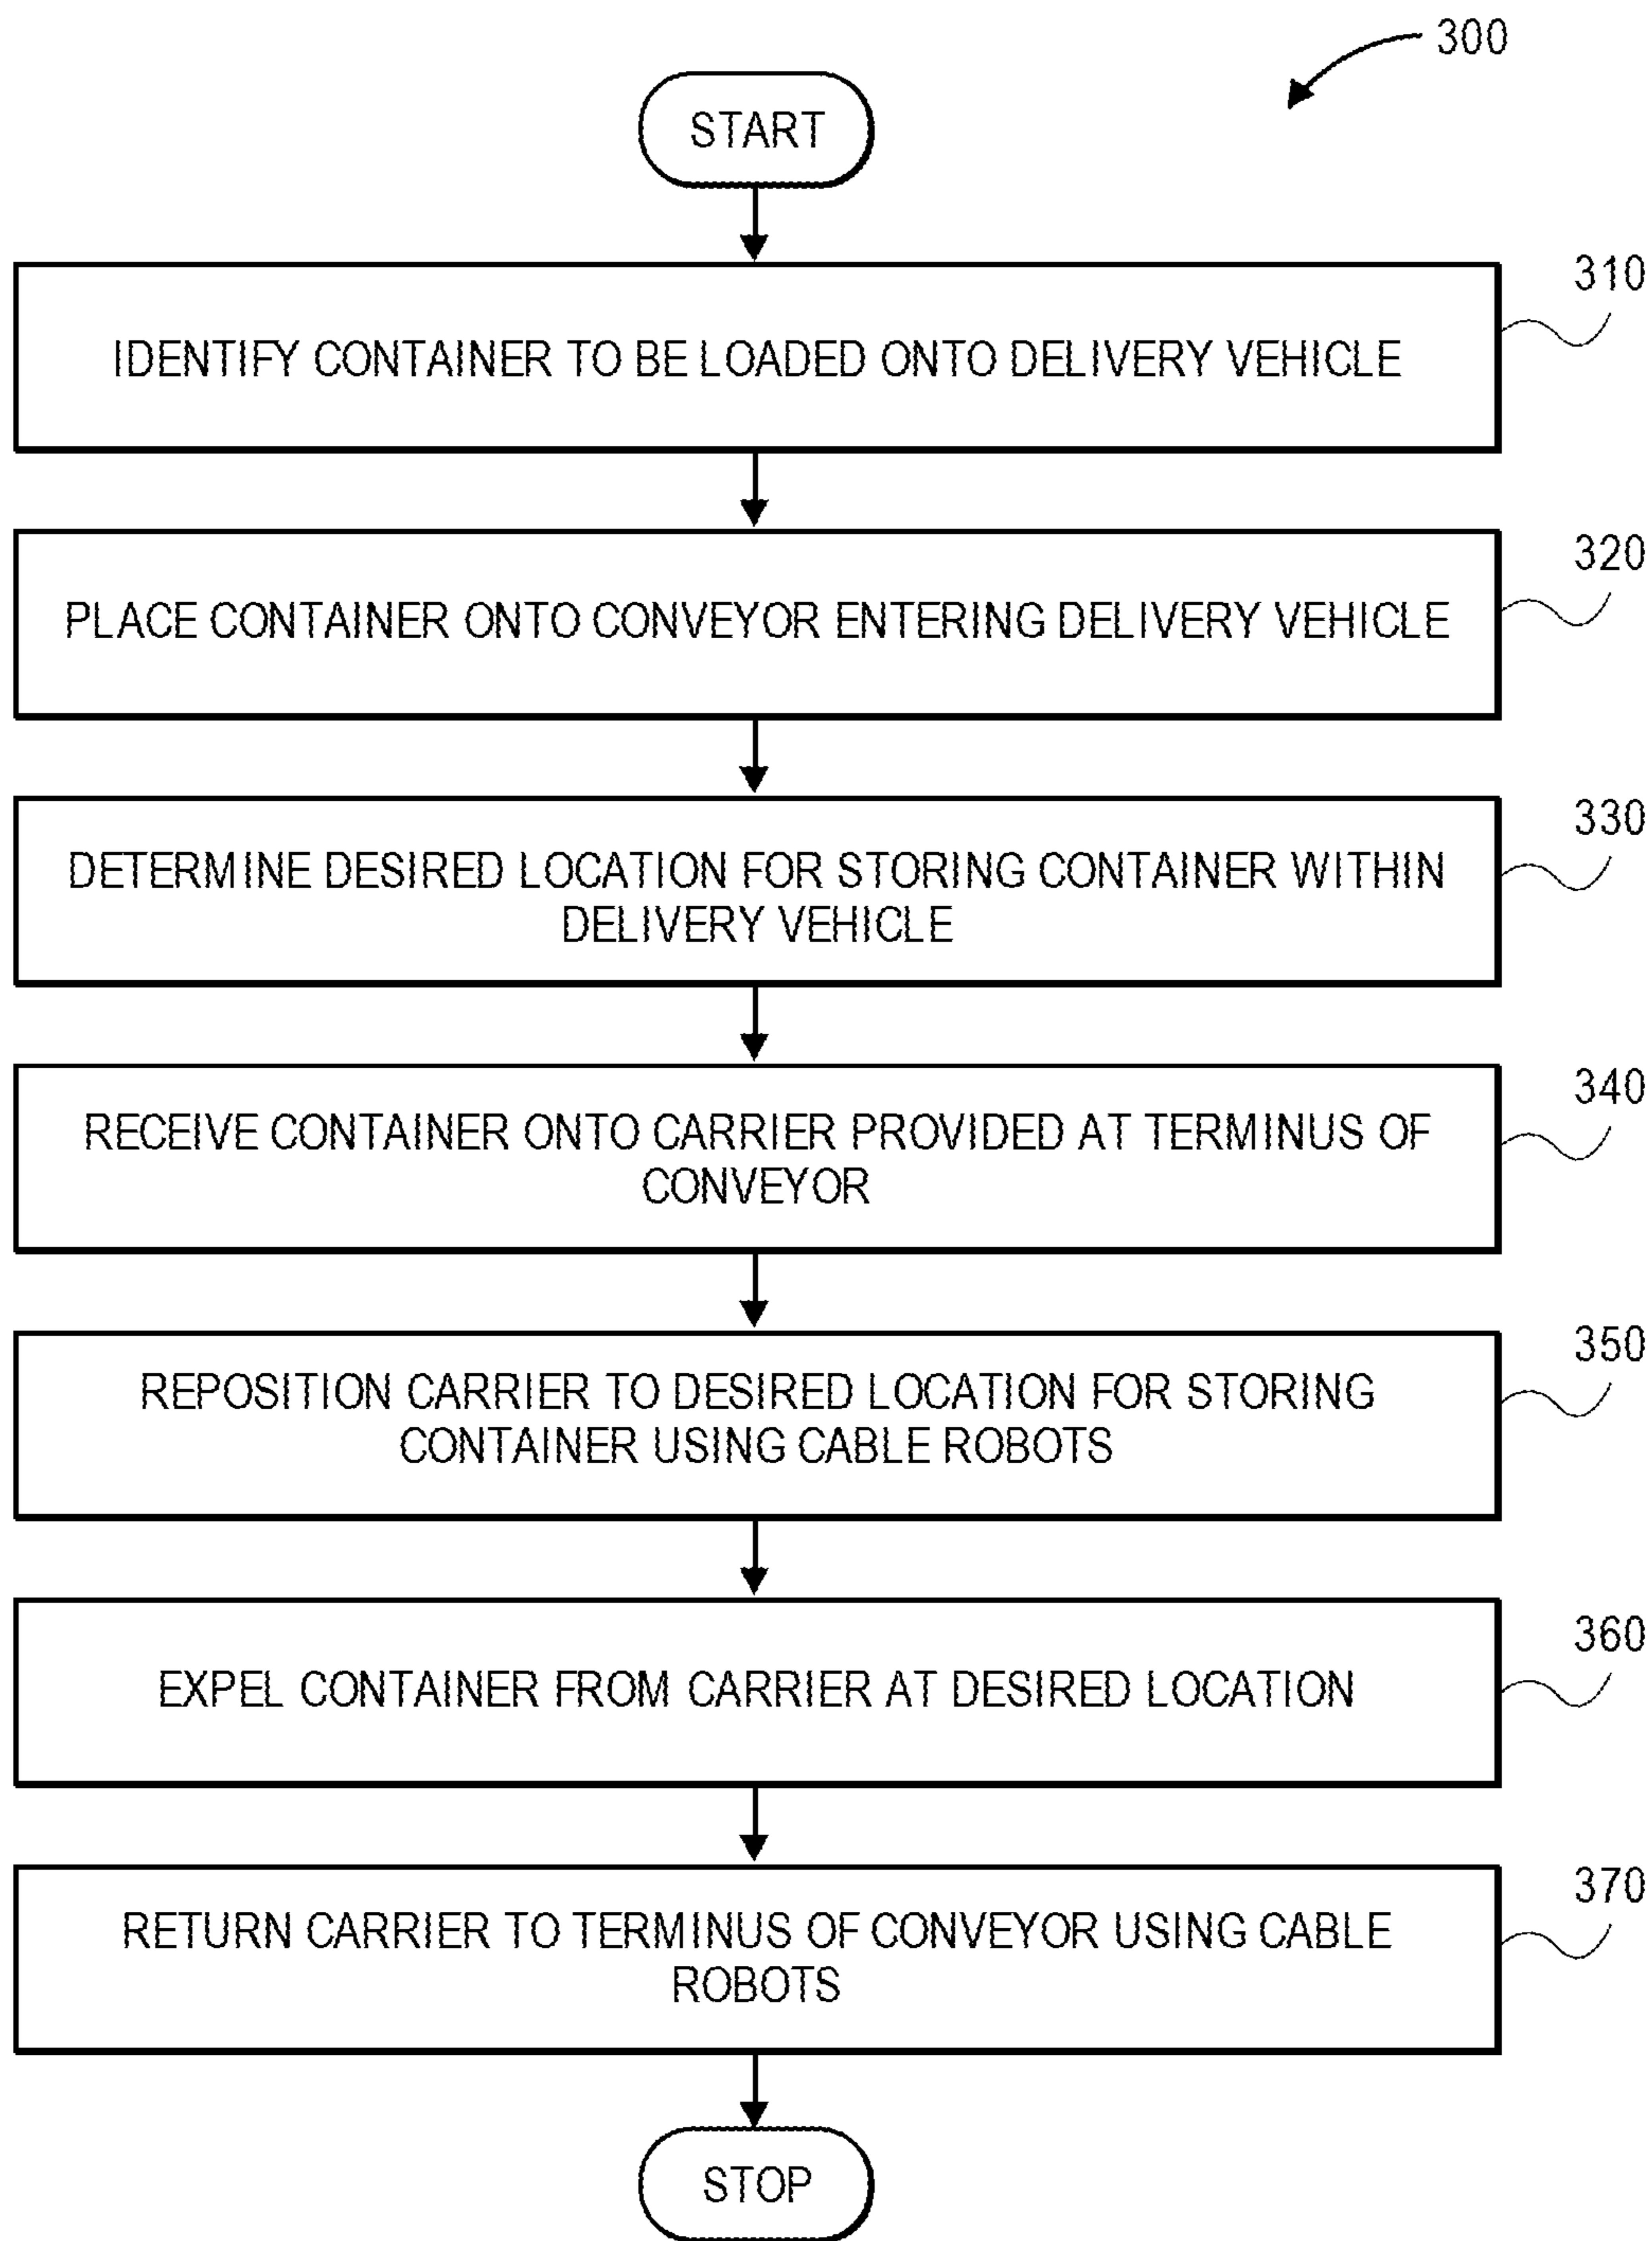 300
START
310
IDENTIFY CONTAINER TO BE LOADED ONTO DELIVERY VEHICLE
320
PLACE CONTAINER ONTO CONVEYOR ENTERING DELIVERY VEHICLE
330
DETERMINE DESIRED LOCATION FOR STORING CONTAINER WITHIN
DELIVERY VEHICLE
340
RECEIVE CONTAINER ONTO CARRIER PROVIDED AT TERMINUS OF
CONVEYOR
350
REPOSITION CARRIER TO DESIRED LOCATION FOR STORING
CONTAINER USING CABLE ROBOTS
360
EXPEL CONTAINER FROM CARRIER AT DESIRED LOCATION
370
RETURN CARRIER TO TERMINUS OF CONVEYOR USING CABLE
ROBOTS
STOP